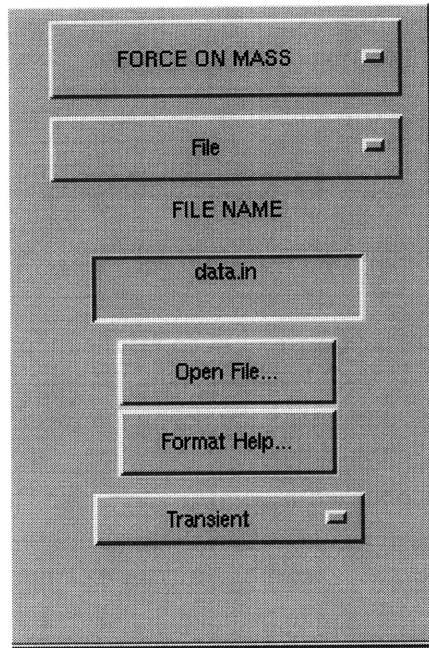 FORCE ON MASS
File
FILE NAME
data.in
Open File...
Format Help...
Transient